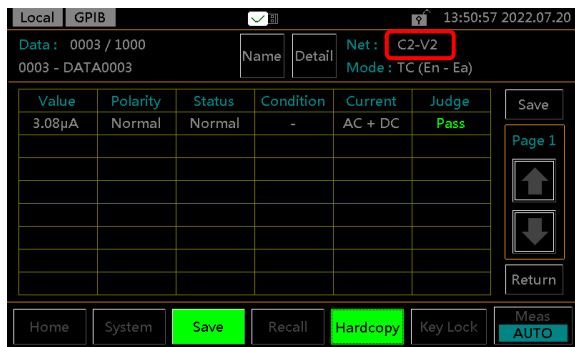 Local GPIB 13:50:57 2022.07.20
Data : 0003 / 1000 Name Detail Net : C2-V2
0003 - DATA0003 Mode : TC (En - Ea)
Value Polarity Status Condition Current Judge Save
3.08µA Normal Normal - AC + DC Pass
Page 1
Return
Home System Save Recall Hardcopy Key Lock Meas
AUTO